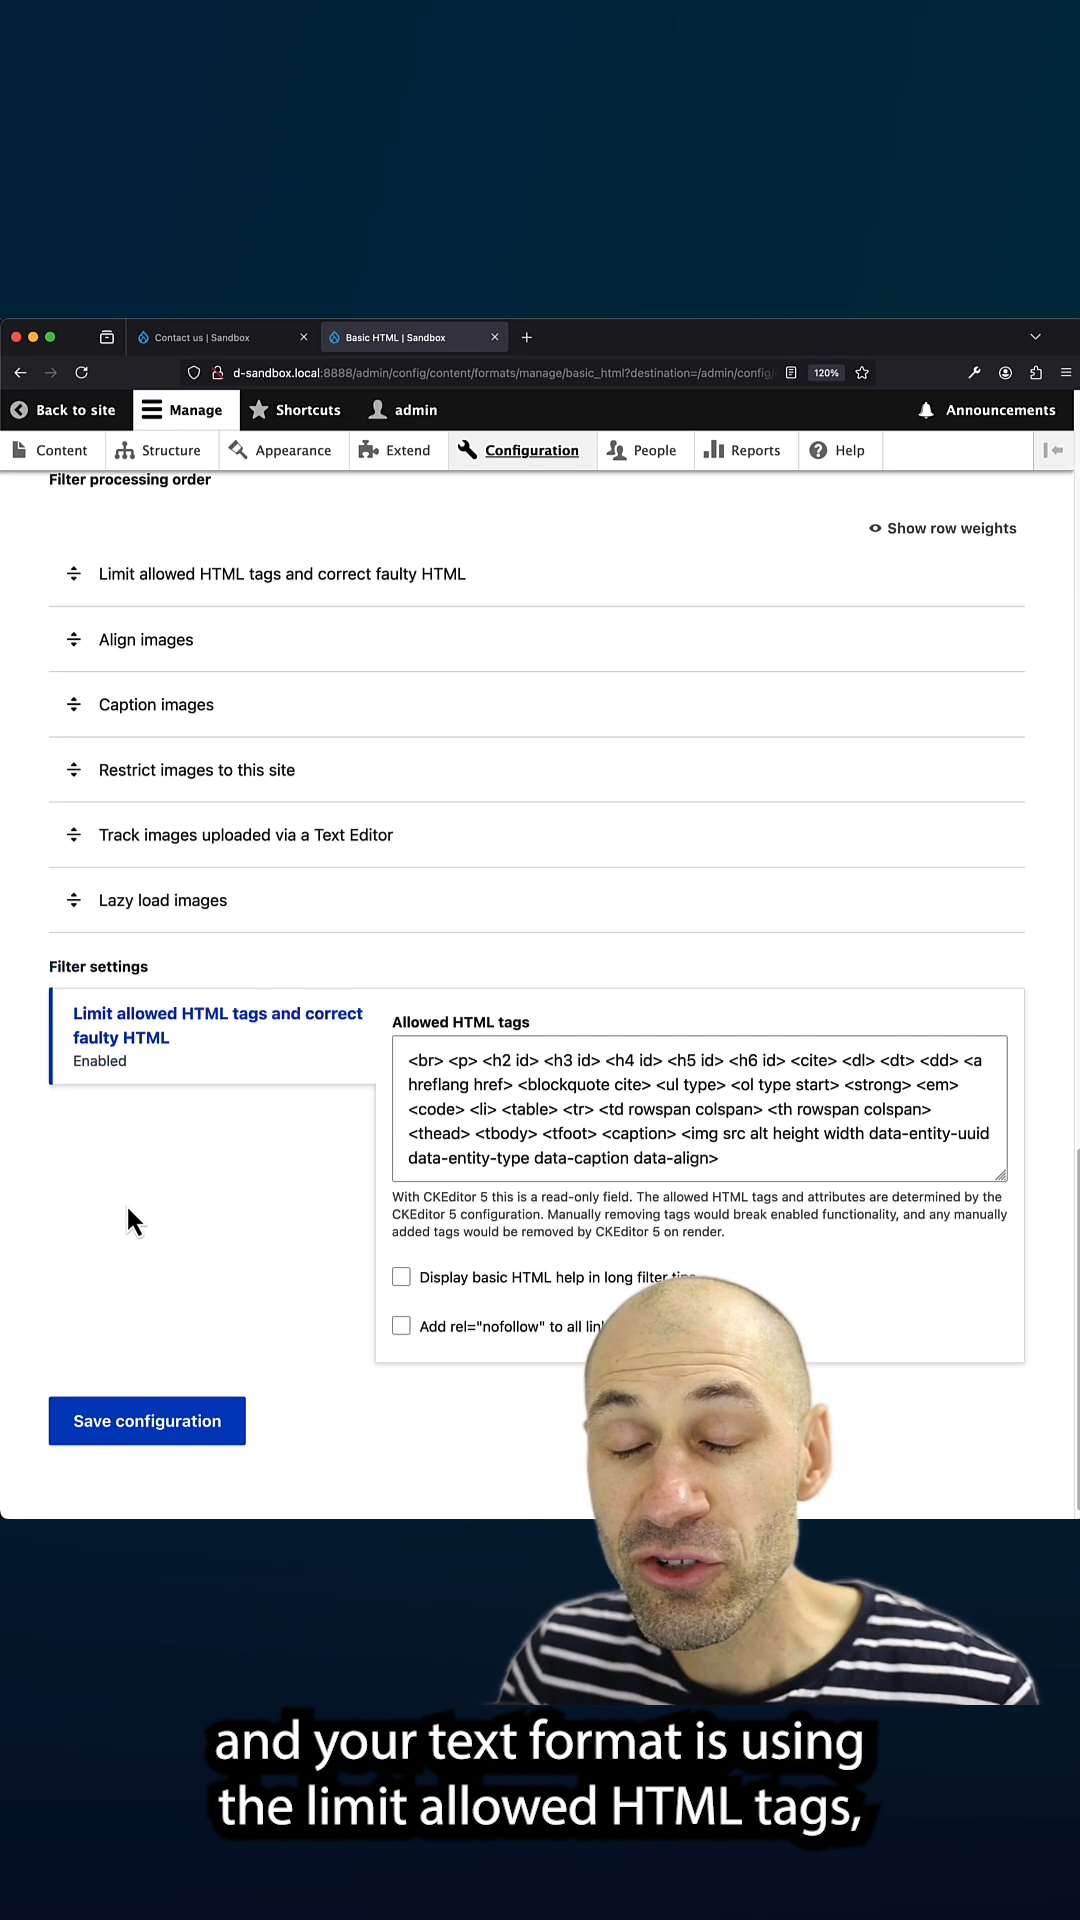 Contact us | Sandbox
Basic HTML | Sandbox
d-sandbox.local:8888/admin/config/content/formats/manage/basic_html?destination=/admin/config/
120%
Back to site
Manage
Shortcuts
admin
Announcements
Content
Structure
Appearance
Extend
Configuration
People
Reports
Help
Filter processing order
Show row weights
Limit allowed HTML tags and correct faulty HTML
Align images
Caption images
Restrict images to this site
Track images uploaded via a Text Editor
Lazy load images
Filter settings
Limit allowed HTML tags and correct
faulty HTML
Enabled
Allowed HTML tags
<br> <p> <h2 id> <h3 id> <h4 id> <h5 id> <h6 id> <cite> <dl> <dt> <dd> <a
hreflang href> <blockquote cite> <ul type> <ol type start> <strong> <em>
<code> <li> <table> <tr> <td rowspan colspan> <th rowspan colspan>
<thead> <tbody> <tfoot> <caption> <img src alt height width data-entity-uuid
data-entity-type data-caption data-align>
With CKEditor 5 this is a read-only field. The allowed HTML tags and attributes are determined by the
CKEditor 5 configuration. Manually removing tags would break enabled functionality, and any manually
added tags would be removed by CKEditor 5 on render.
Display basic HTML help in long filter
Add rel="nofollow" to all
Save configuration
and your text format is using
the limit allowed HTML tags,